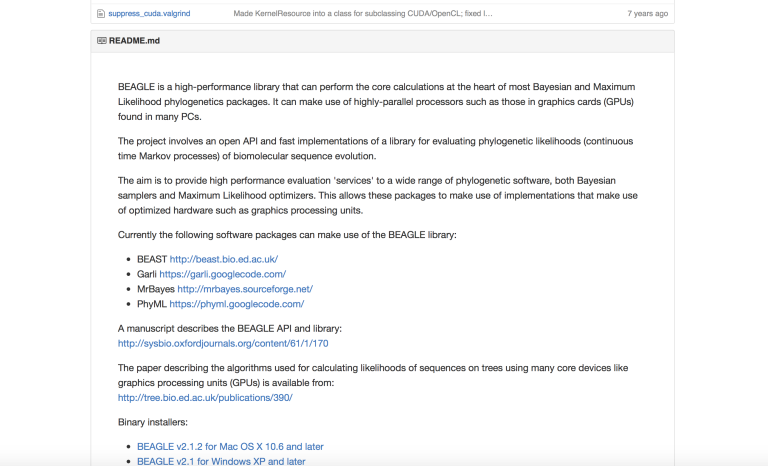 suppress_cuda.valgrind Made KernelResource into a class for subclassing CUDA/OpenCL; fixed l... 7 years ago
README.md
BEAGLE is a high-performance library that can perform the core calculations at the heart of most Bayesian and Maximum
Likelihood phylogenetics packages. It can make use of highly-parallel processors such as those in graphics cards (GPUs)
found in many PCs.
The project involves an open API and fast implementations of a library for evaluating phylogenetic likelihoods (continuous
time Markov processes) of biomolecular sequence evolution.
The aim is to provide high performance evaluation 'services' to a wide range of phylogenetic software, both Bayesian
samplers and Maximum Likelihood optimizers. This allows these packages to make use of implementations that make use
of optimized hardware such as graphics processing units.
Currently the following software packages can make use of the BEAGLE library:
• BEAST http://beast.bio.ed.ac.uk/
• Garli https://garli.googlecode.com/
• MrBayes http://mrbayes.sourceforge.net/
• PhyML https://phyml.googlecode.com/
A manuscript describes the BEAGLE API and library:
http://sysbio.oxfordjournals.org/content/61/1/170
The paper describing the algorithms used for calculating likelihoods of sequences on trees using many core devices like
graphics processing units (GPUs) is available from:
http://tree.bio.ed.ac.uk/publications/390/
Binary installers:
• BEAGLE v2.1.2 for Mac OS X 10.6 and later
• BEAGLE v2.1 for Windows XP and later